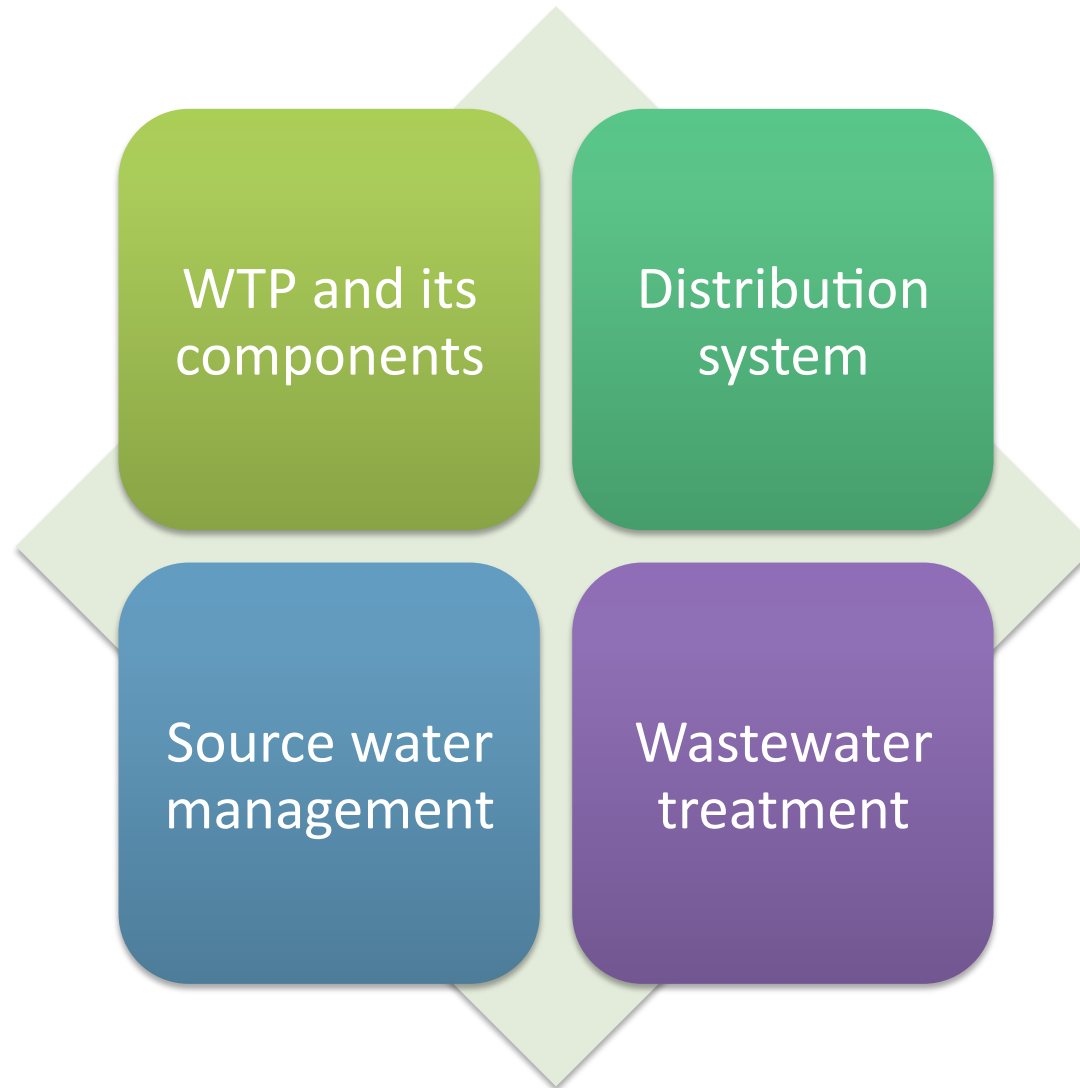 WTP and its
components
Distribution
system
Source water
management
Wastewater
treatment